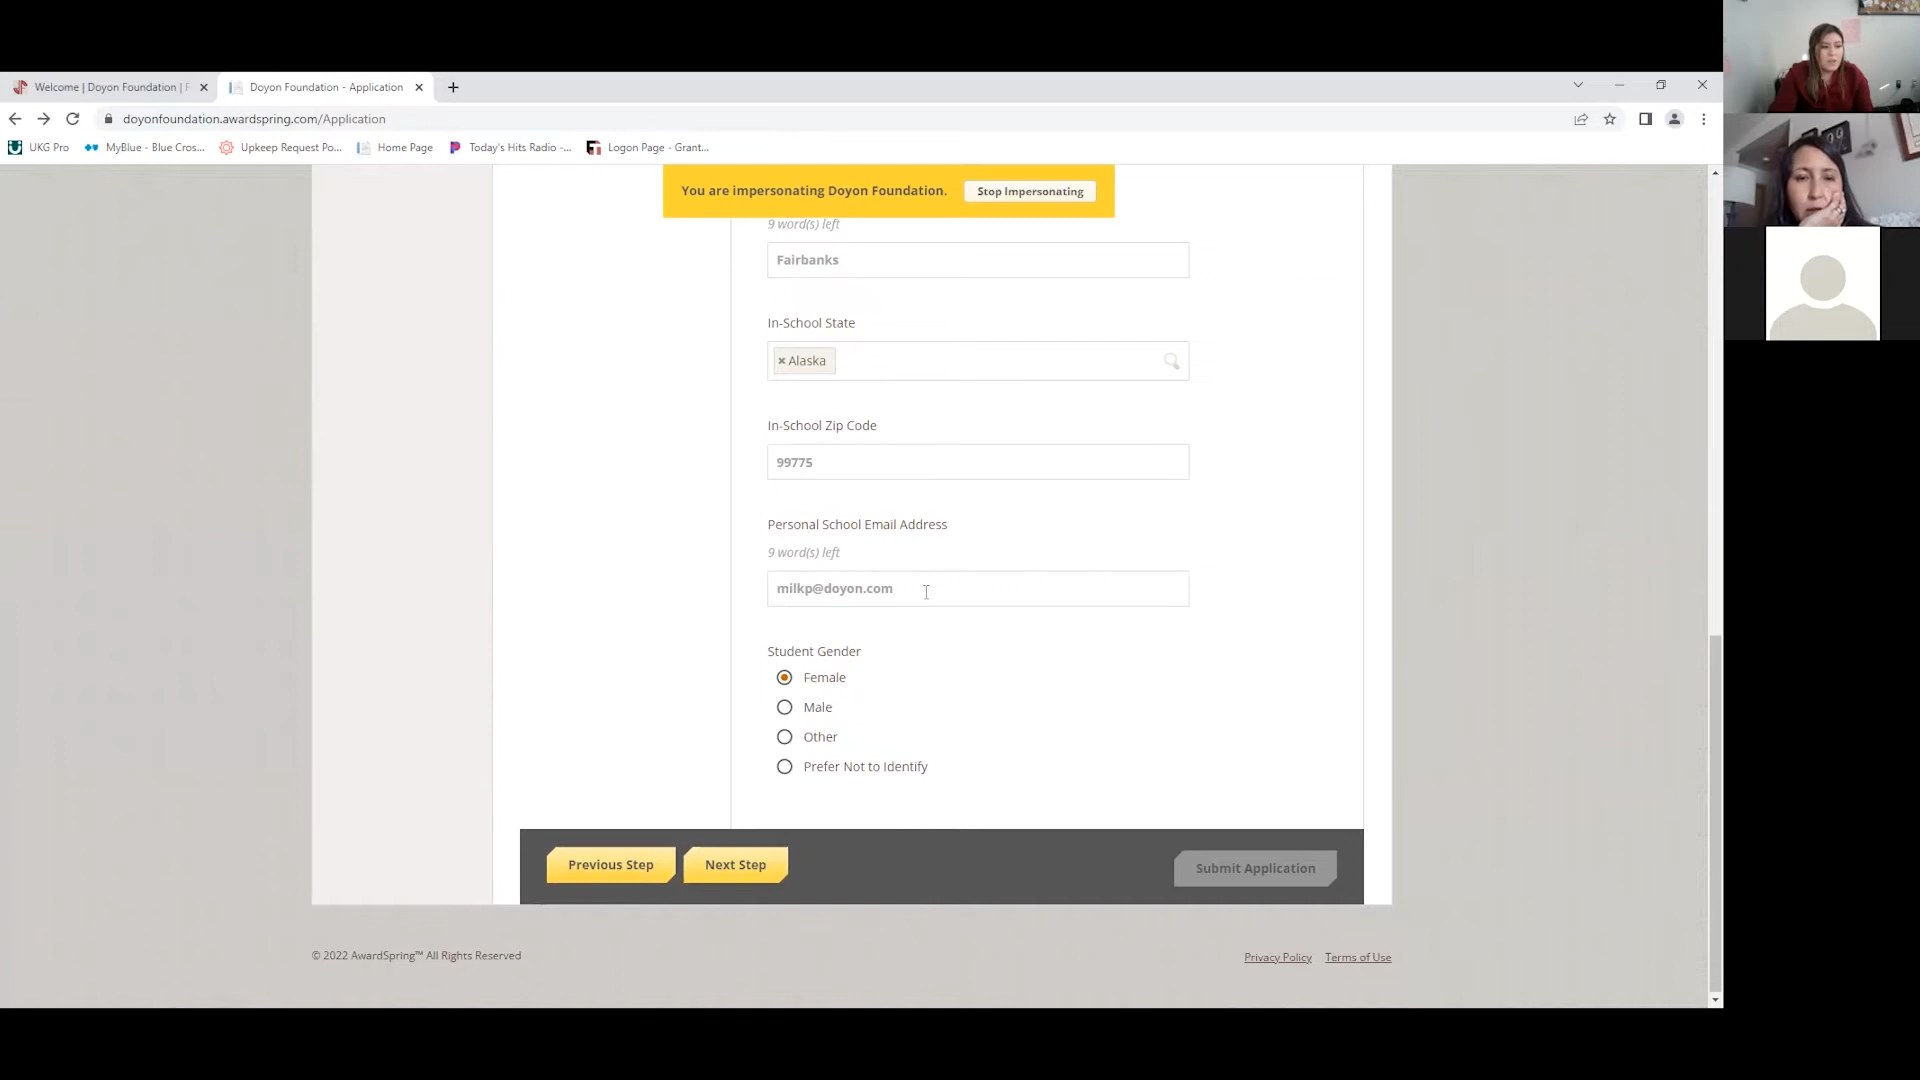 Welcome | Doyon Foundation | F
Doyon Foundation - Application
doyonfoundation.awardspring.com/Application
UKG Pro
MyBlue - Blue Cros...
Upkeep Request Po...
Home Page
Today's Hits Radio -...
Logon Page - Grant...
You are impersonating Doyon Foundation.
Stop Impersonating
9 word(s) left
Fairbanks
In-School State
× Alaska
In-School Zip Code
99775
Personal School Email Address
9 word(s) left
milkp@doyon.com
Student Gender
Female
Male
Other
Prefer Not to Identify
Previous Step
Next Step
Submit Application
© 2022 AwardSpring™ All Rights Reserved
Privacy Policy
Terms of Use